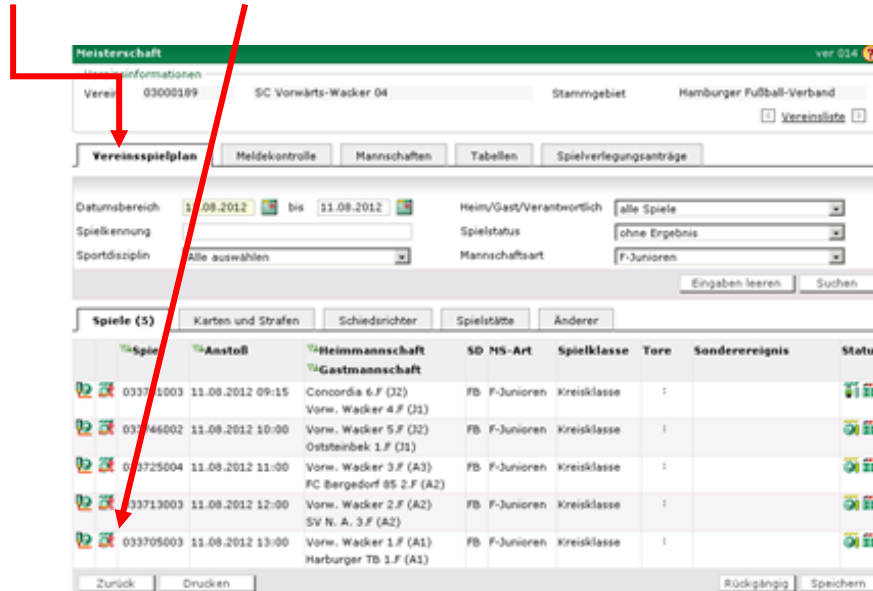 Meisterschaft ver 014 ?
Vereinsinformationen
Verein 03000189 SC Vorwärts-Wacker 04 Stammgebiet Hamburger Fußball-Verband
Vereinsliste
Vereinsspielplan Meldekontrolle Mannschaften Tabellen Spielverlegungsanträge
Datumsbereich 11.08.2012 bis 11.08.2012 Heim/Gast/Verantwortlich alle Spiele
Spielkennung Spielstatus ohne Ergebnis
Sportdisziplin Alle auswählen Mannschaftsart F-Junioren
Eingaben leeren Suchen
Spiele (5) Karten und Strafen Schiedsrichter Spielstätte Änderer
Spiel Anstoß Heimmannschaft SD MS-Art Spielklasse Tore Sonderereignis Statu
Gastmannschaft
11.08.2012 09:15 Concordia 6.F (J2) FB F-Junioren Kreisklasse :
Vorw. Wacker 4.F (J1)
033746002 11.08.2012 10:00 Vorw. Wacker 5.F (J2) FB F-Junioren Kreisklasse :
Oststeinbek 1.F (J1)
033725004 11.08.2012 11:00 Vorw. Wacker 3.F (A3) FB F-Junioren Kreisklasse :
FC Bergedorf 85 2.F (A2)
033713003 11.08.2012 12:00 Vorw. Wacker 2.F (A2) FB F-Junioren Kreisklasse :
SV N. A. 3.F (A2)
033705003 11.08.2012 13:00 Vorw. Wacker 1.F (A1) FB F-Junioren Kreisklasse :
Harburger TB 1.F (A1)
Zurück Drucken Rückgängig Speichern